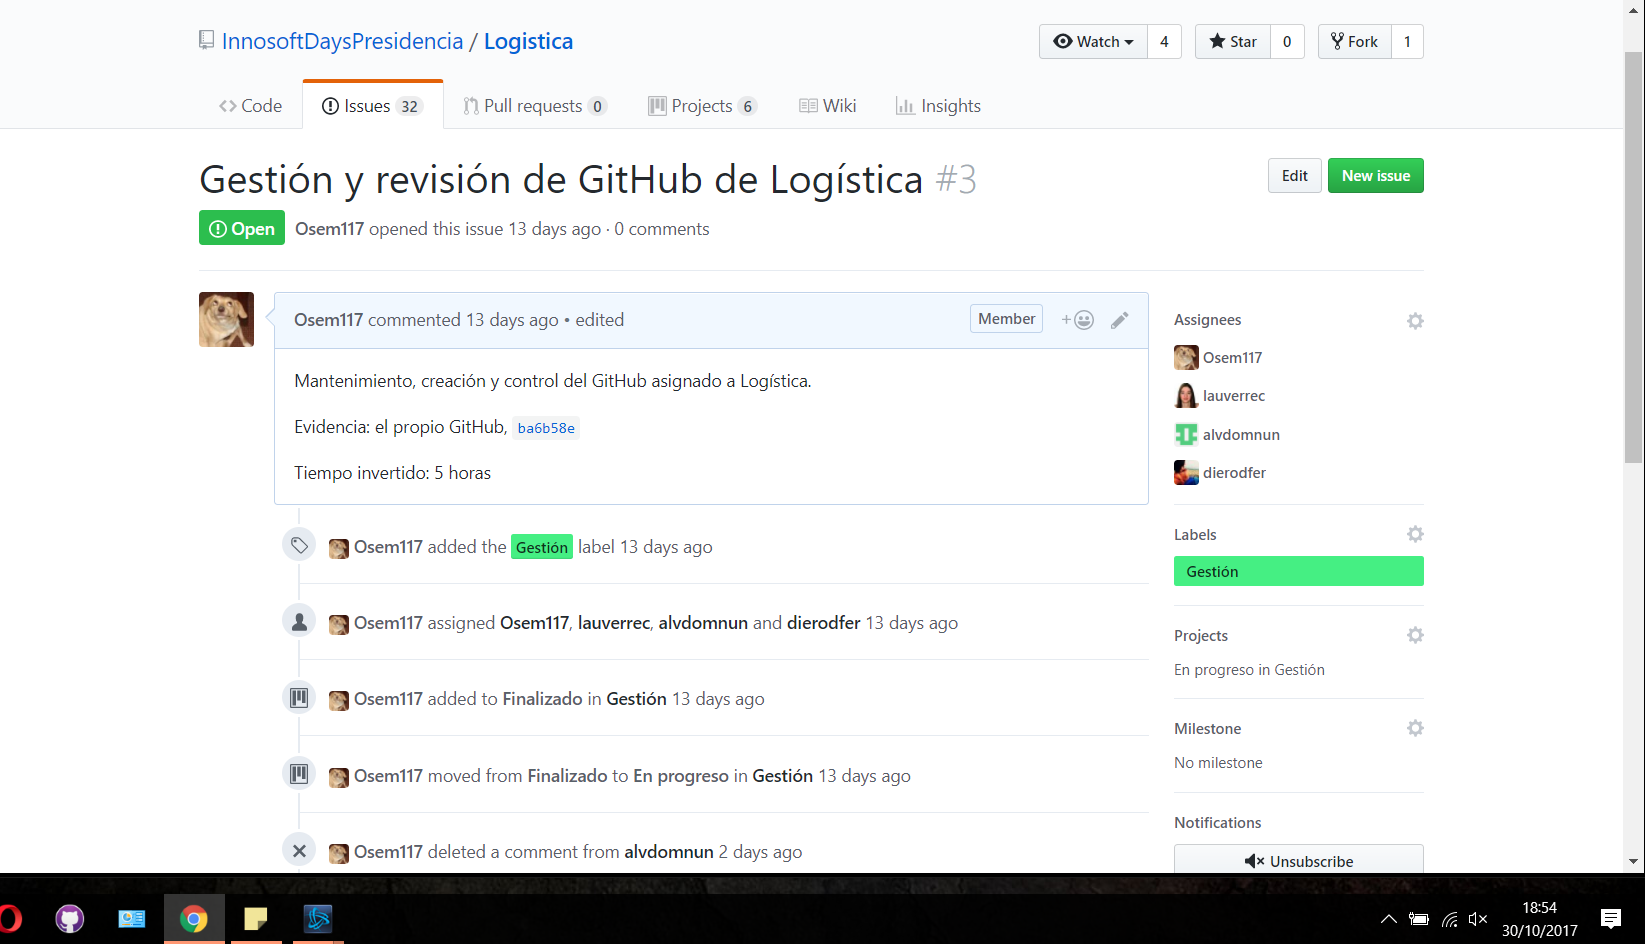 InnosoftDaysPresidencia / Logistica
Watch 4 Star 0 Fork 1
Code Issues 32 Pull requests 0 Projects 6 Wiki Insights
Gestión y revisión de GitHub de Logística #3
Edit New issue
Open Osem117 opened this issue 13 days ago · 0 comments
Osem117 commented 13 days ago • edited
Member
Mantenimiento, creación y control del GitHub asignado a Logística.
Evidencia: el propio GitHub, ba6b58e
Tiempo invertido: 5 horas
Osem117 added the Gestión label 13 days ago
Osem117 assigned Osem117, lauverrec, alvdomnun and dierodfer 13 days ago
Osem117 added to Finalizado in Gestión 13 days ago
Osem117 moved from Finalizado to En progreso in Gestión 13 days ago
Osem117 deleted a comment from alvdomnun 2 days ago
Assignees
Osem117
lauverrec
alvdomnun
dierodfer
Labels
Gestión
Projects
En progreso in Gestión
Milestone
No milestone
Notifications
Unsubscribe
18:54
30/10/2017